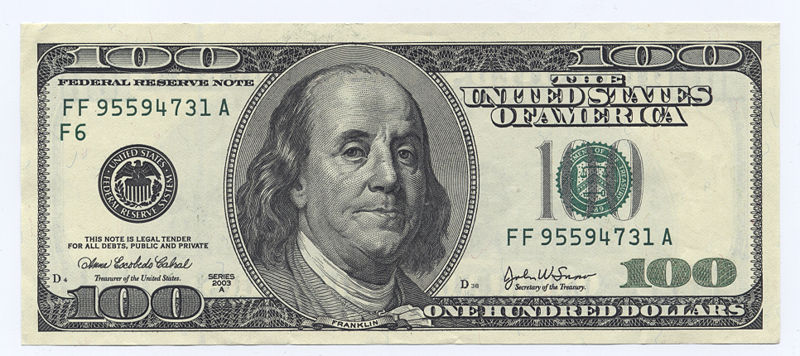 100 100
FEDERAL RESERVE NOTE
THE
UNITED STATES
OF AMERICA
FF 95594731 A
F6
UNITED STATES
FEDERAL RESERVE SYSTEM
100
THIS NOTE IS LEGAL TENDER
FOR ALL DEBTS, PUBLIC AND PRIVATE
FF 95594731 A
Anna Escobedo Cabral
Treasurer of the United States.
D 4
SERIES
2003
A
John W Snow
Secretary of the Treasury.
100
100
FRANKLIN
ONE HUNDRED DOLLARS